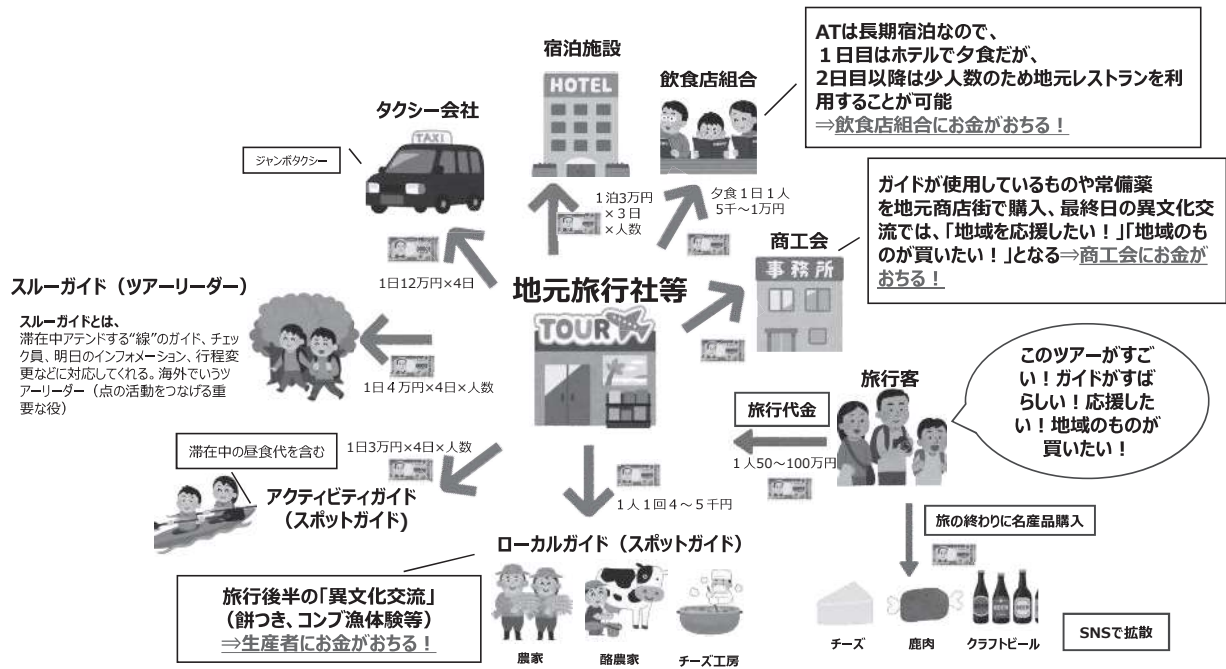 宿泊施設
HOTEL
飲食店組合
ATは長期宿泊なので、
1日目はホテルで夕食だが、
2日目以降は少人数のため地元レストランを利
用することが可能
⇒飲食店組合にお金がおちる！
タクシー会社
TAXI
ジャンボタクシー
1泊3万円
×3日
×人数
夕食1日1人
5千～1万円
ガイドが使用しているものや常備薬
を地元商店街で購入、最終日の異文化交
流では、「地域を応援したい！」「地域のも
のが買いたい！」となる⇒商工会にお金が
おちる！
商工会
事務所
1日12万円×4日
地元旅行社等
TOUR
スルーガイド（ツアーリーダー）
スルーガイドとは、
滞在中アテンドする“線”のガイド、チェッ
ク員、明日のインフォメーション、行程変
更などに対応してくれる。海外でいうツ
アーリーダー（点の活動をつなげる重
要な役）
1日4万円×4日×人数
旅行客
このツアーがすご
い！ガイドがすば
らしい！応援した
い！地域のものが
買いたい！
旅行代金
1人50～100万円
滞在中の昼食代を含む
1日3万円×4日×人数
アクティビティガイド
（スポットガイド）
1人1回4～5千円
旅の終わりに名産品購入
ローカルガイド（スポットガイド）
旅行後半の「異文化交流」
（餅つき、コンブ漁体験等）
⇒生産者にお金がおちる！
農家
酪農家
チーズ工房
チーズ
鹿肉
クラフトビール
SNSで拡散